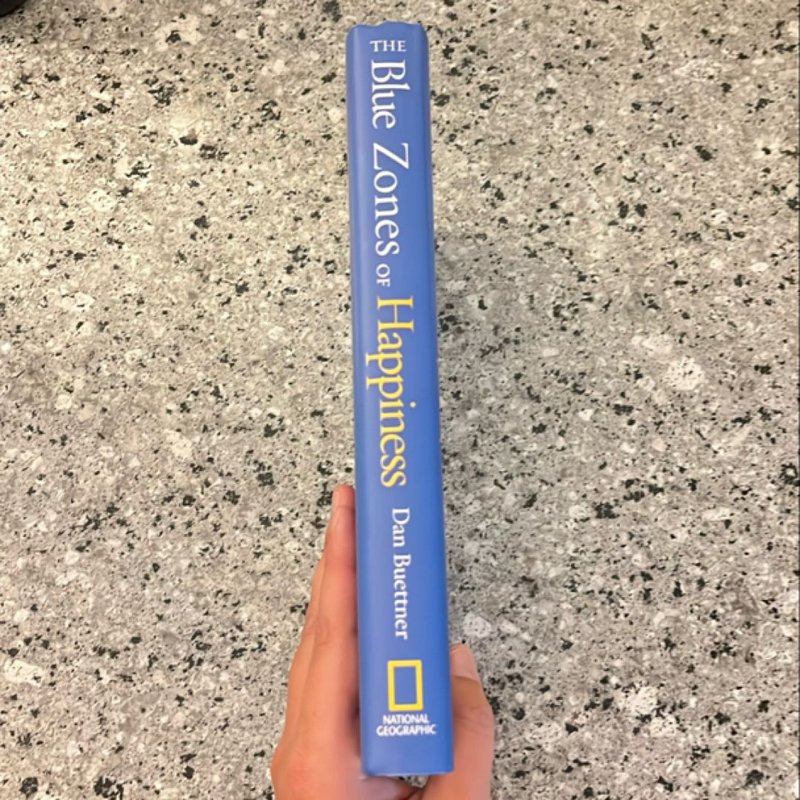 THE Blue Zones OF Happiness Dan Buettner
NATIONAL
GEOGRAPHIC